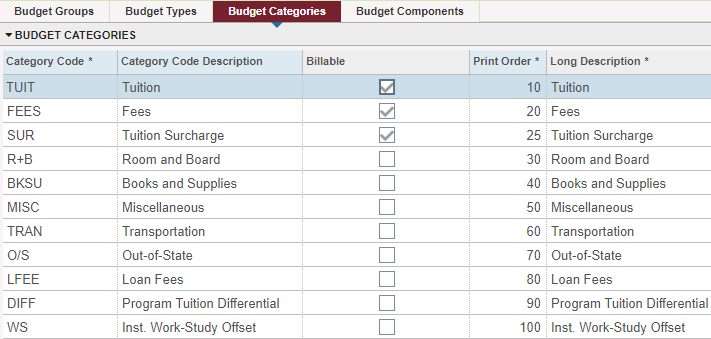 Budget Groups Budget Types Budget Categories Budget Components
BUDGET CATEGORIES
Category Code * Category Code Description Billable Print Order * Long Description *
TUIT Tuition 10 Tuition
FEES Fees 20 Fees
SUR Tuition Surcharge 25 Tuition Surcharge
R+B Room and Board 30 Room and Board
BKSU Books and Supplies 40 Books and Supplies
MISC Miscellaneous 50 Miscellaneous
TRAN Transportation 60 Transportation
O/S Out-of-State 70 Out-of-State
LFEE Loan Fees 80 Loan Fees
DIFF Program Tuition Differential 90 Program Tuition Differential
WS Inst. Work-Study Offset 100 Inst. Work-Study Offset